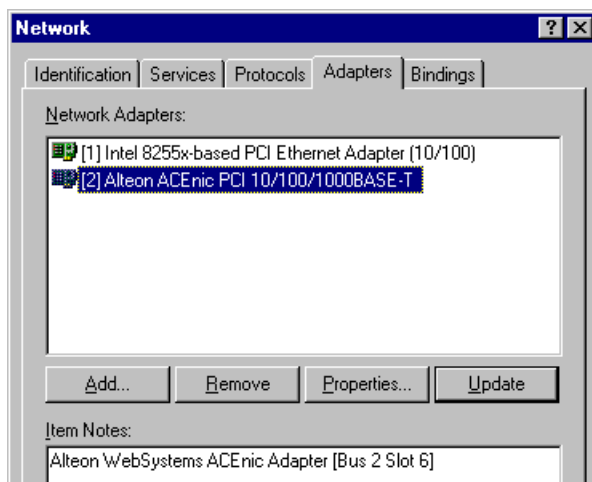 Network
Identification Services Protocols Adapters Bindings
Network Adapters:
[1] Intel 8255x-based PCI Ethernet Adapter (10/100)
[2] Alteon ACEnic PCI 10/100/1000BASE-T
Add... Remove Properties... Update
Item Notes:
Alteon WebSystems ACEnic Adapter [Bus 2 Slot 6]